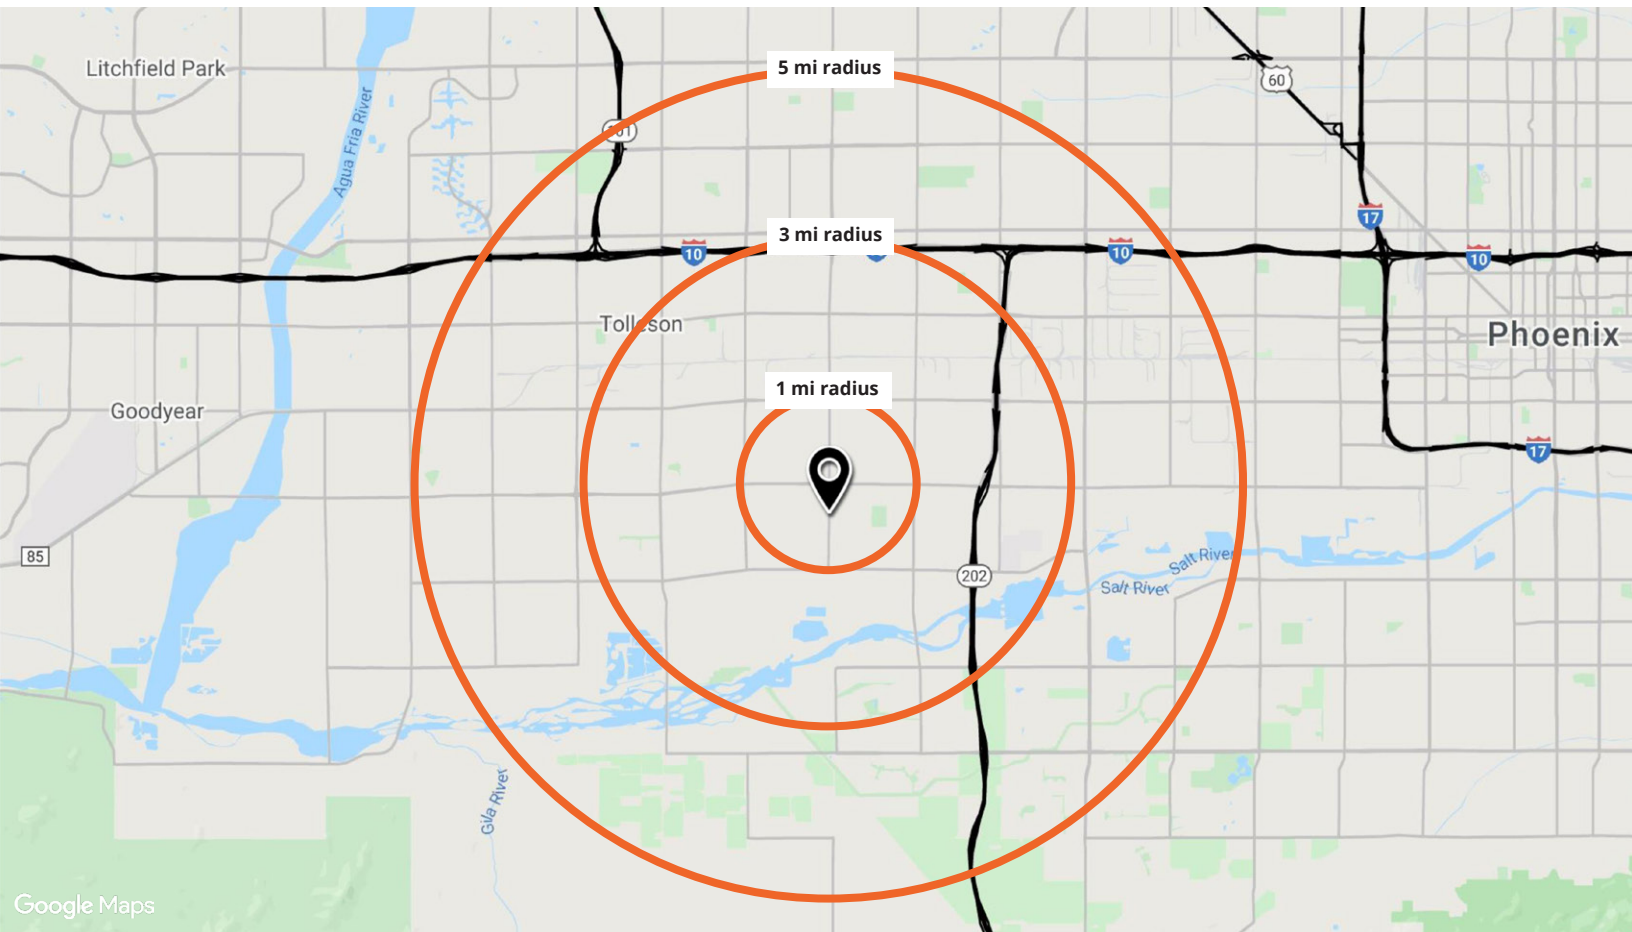 5 mi radius
Litchfield Park
60
Agua Fria River
101
17
3 mi radius
10
10
10
Tolleson
Phoenix
1 mi radius
Goodyear
17
85
Salt River
202
Salt River
Gila River
Google Maps